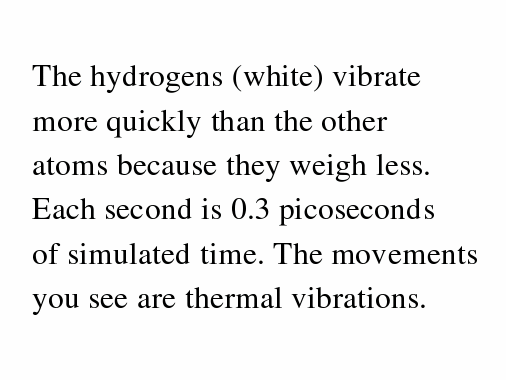 The hydrogens (white) vibrate
more quickly than the other
atoms because they weigh less.
Each second is 0.3 picoseconds
of simulated time. The movements
you see are thermal vibrations.